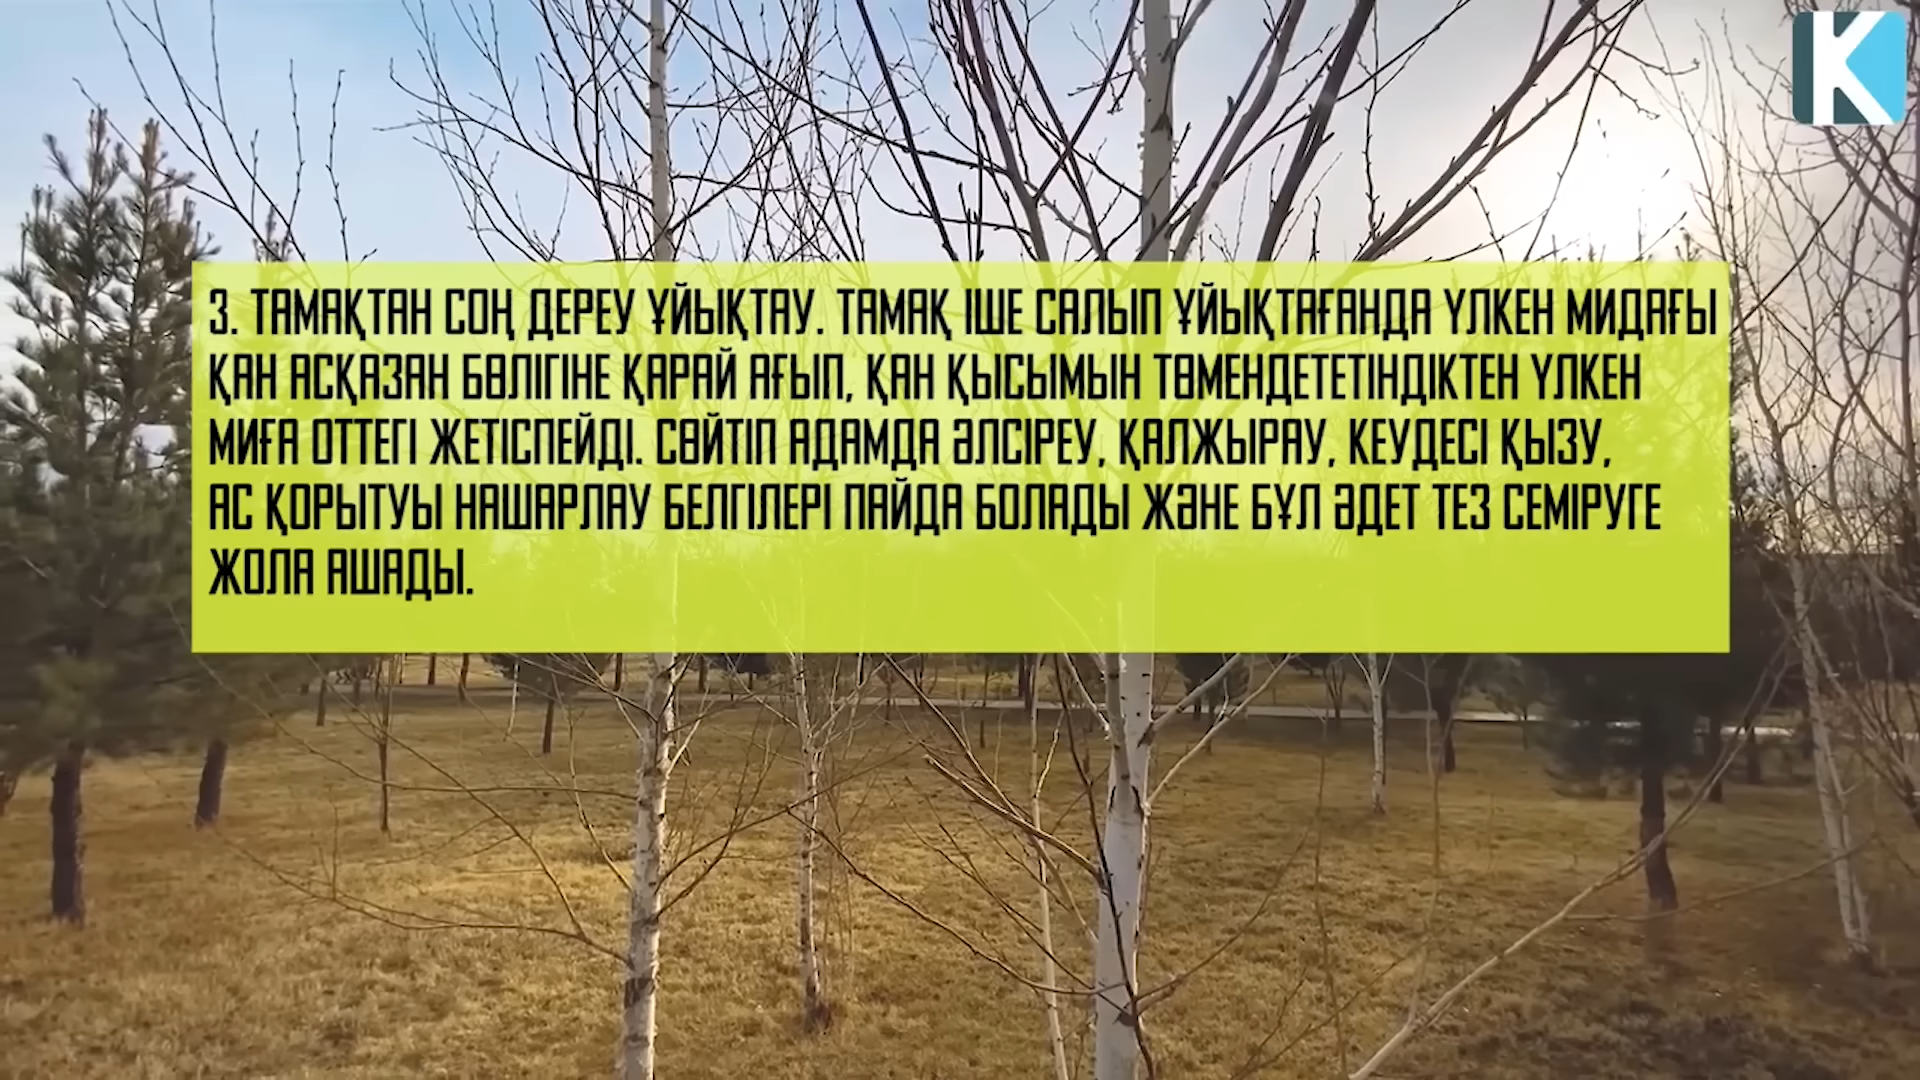 K
3. ТАМАҚТАН СОҢ ДЕРЕУ ҰЙЫҚТАУ. ТАМАҚ ІШЕ САЛЫП ҰЙЫҚТАҒАНДА ҮЛКЕН МИДАҒЫ
ҚАН АСҚАЗАН БӨЛІГІНЕ ҚАРАЙ АҒЫП, ҚАН ҚЫСЫМЫН ТӨМЕНДЕТЕТІНДІКТЕН ҮЛКЕН
МИҒА ОТТЕГІ ЖЕТІСПЕЙДІ. СӨЙТІП АДАМДА ӘЛСІРЕУ, ҚАЛЖЫРАУ, КЕУДЕСІ ҚЫЗУ,
АС ҚОРЫТУЫ НАШАРЛАУ БЕЛГІЛЕРІ ПАЙДА БОЛАДЫ ЖӘНЕ БҰЛ ӘДЕТ ТЕЗ СЕМІРУГЕ
ЖОЛА АШАДЫ.